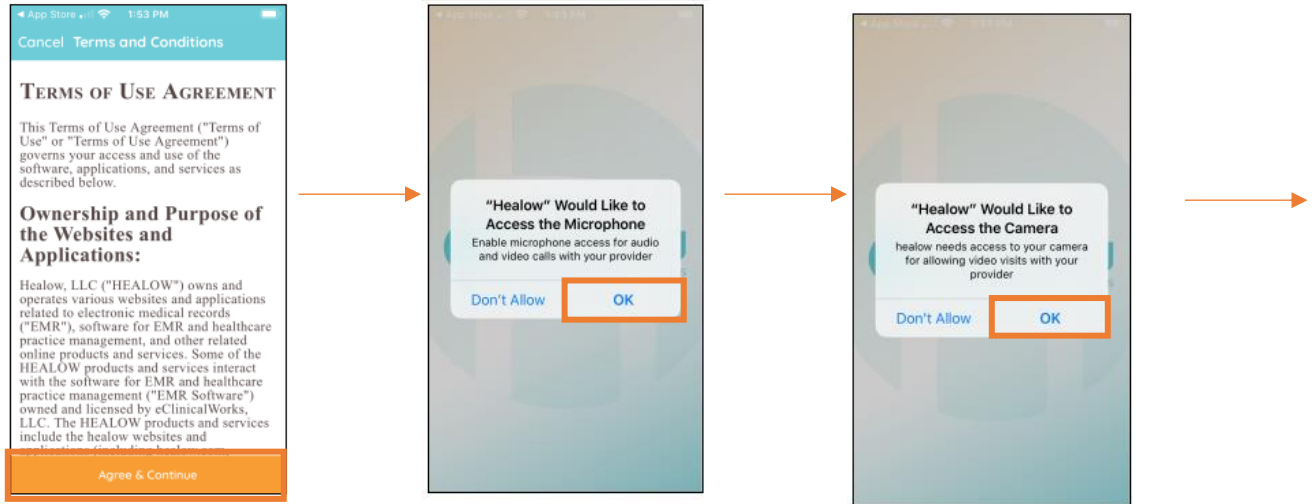 App Store 1:53 PM
Cancel Terms and Conditions
TERMS OF USE AGREEMENT
This Terms of Use Agreement ("Terms of
Use" or "Terms of Use Agreement")
governs your access and use of the
software, applications, and services as
described below.
Ownership and Purpose of
the Websites and
Applications:
Healow, LLC ("HEALOW") owns and
operates various websites and applications
related to electronic medical records
("EMR"), software for EMR and healthcare
practice management, and other related
online products and services. Some of the
HEALOW products and services interact
with the software for EMR and healthcare
practice management ("EMR Software")
owned and licensed by eClinicalWorks,
LLC. The HEALOW products and services
include the healow websites and
Agree & Continue
App Store 1:53 PM
"Healow" Would Like to
Access the Microphone
Enable microphone access for audio
and video calls with your provider
Don't Allow OK
App Store
"Healow" Would Like to
Access the Camera
healow needs access to your camera
for allowing video visits with your
provider
Don't Allow OK